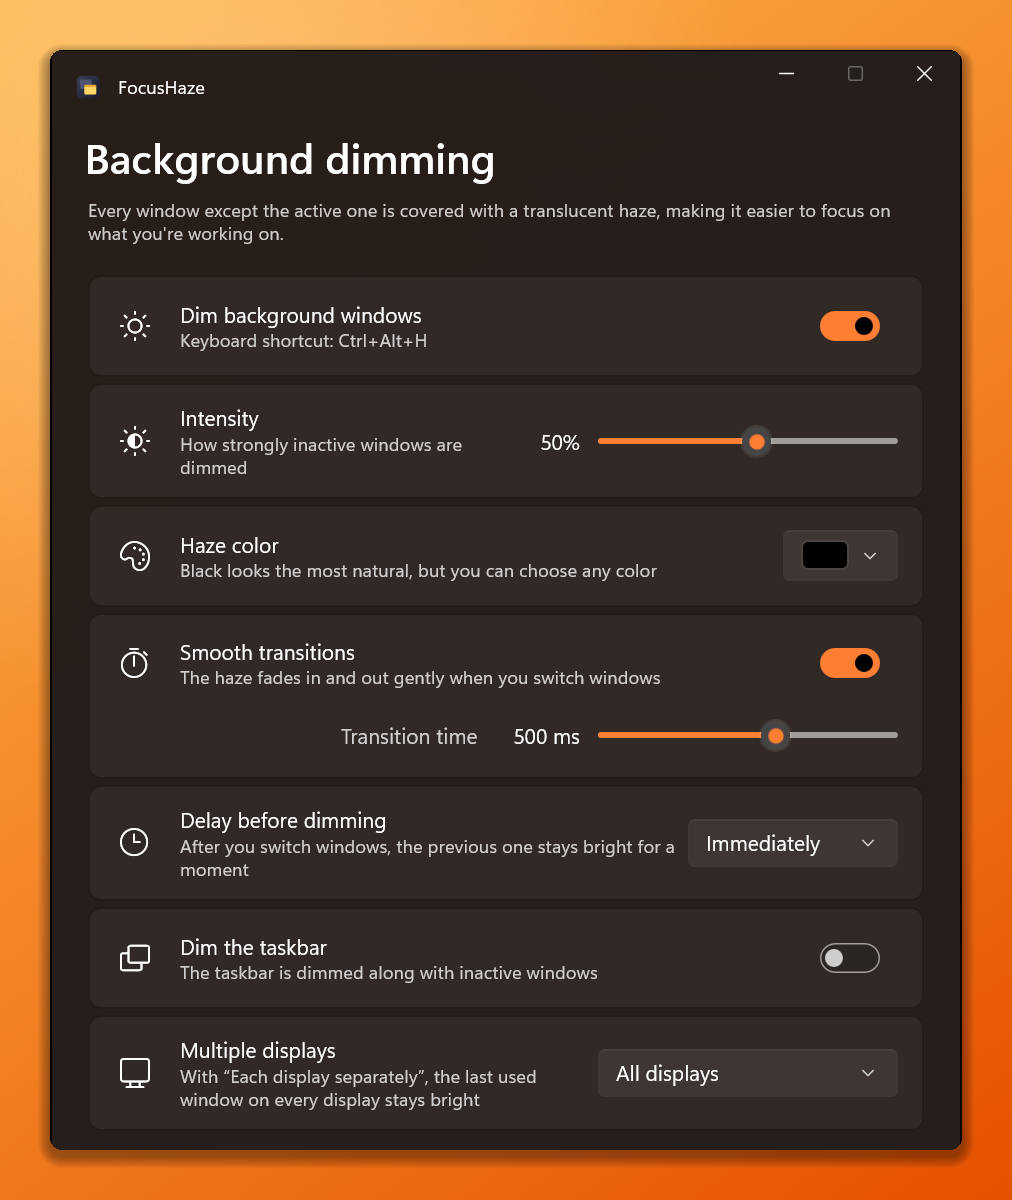 FocusHaze
Background dimming
Every window except the active one is covered with a translucent haze, making it easier to focus on
what you're working on.
Dim background windows
Keyboard shortcut: Ctrl+Alt+H
Intensity
How strongly inactive windows are
dimmed
50%
Haze color
Black looks the most natural, but you can choose any color
Smooth transitions
The haze fades in and out gently when you switch windows
Transition time 500 ms
Delay before dimming
After you switch windows, the previous one stays bright for a
moment
Immediately
Dim the taskbar
The taskbar is dimmed along with inactive windows
Multiple displays
With “Each display separately”, the last used
window on every display stays bright
All displays